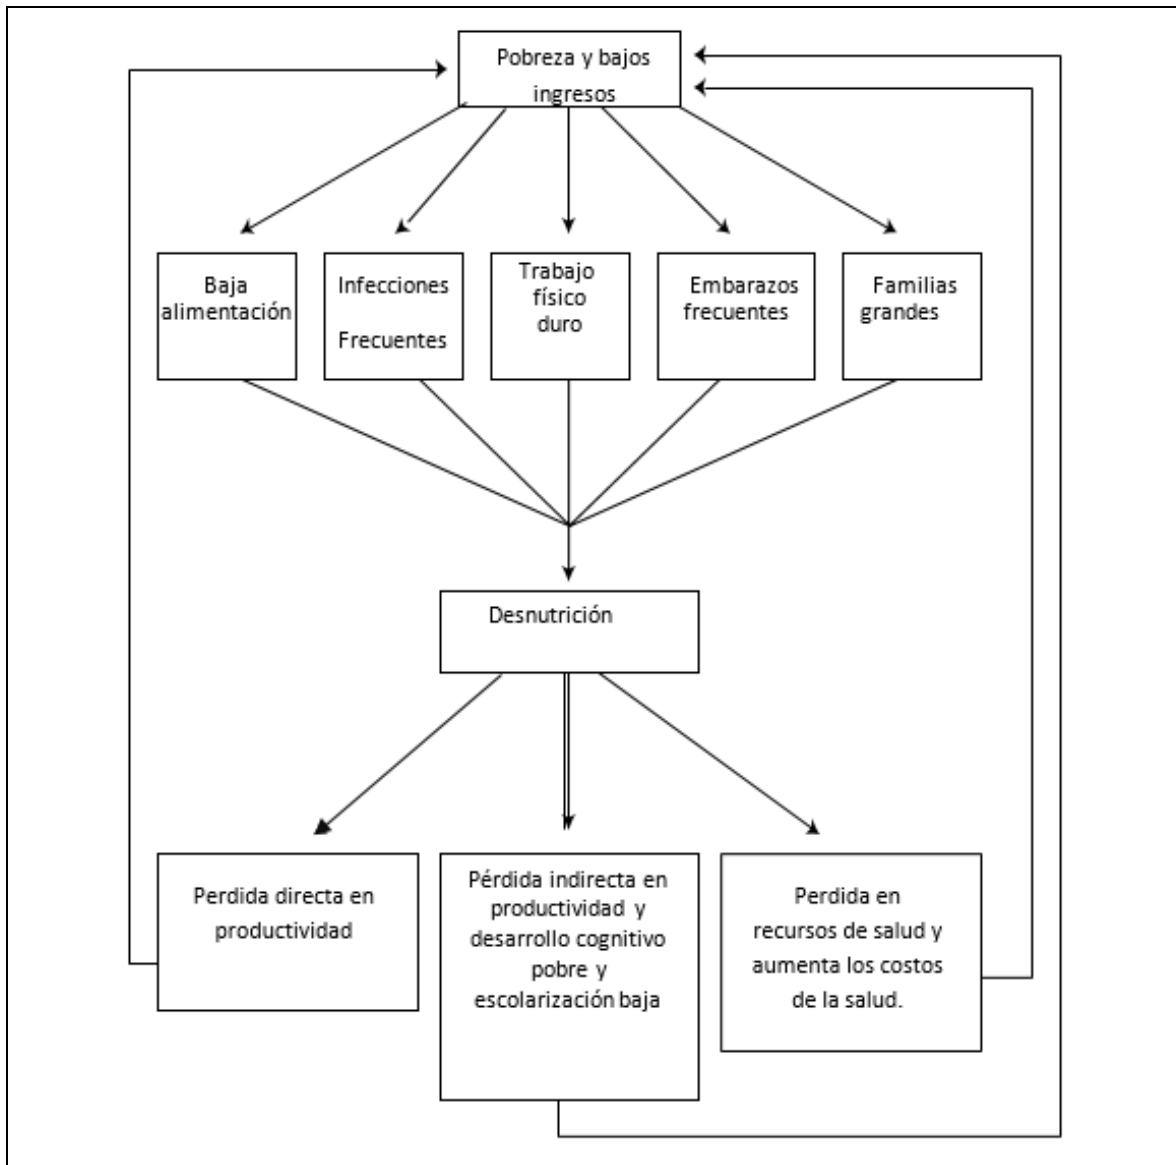 Pobreza y bajos
ingresos
Baja
alimentación
Infecciones
Frecuentes
Trabajo
físico
duro
Embarazos
frecuentes
Familias
grandes
Desnutrición
Perdida directa en
productividad
Pérdida indirecta en
productividad y
desarrollo cognitivo
pobre y
escolarización baja
Perdida en
recursos de salud y
aumenta los costos
de la salud.